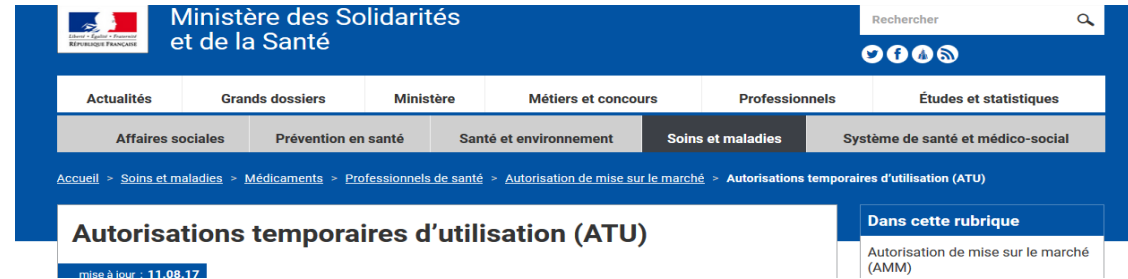 Ministère des Solidarités
et de la Santé
Liberté • Égalité • Fraternité
RÉPUBLIQUE FRANÇAISE
Rechercher
Actualités Grands dossiers Ministère Métiers et concours Professionnels Études et statistiques
Affaires sociales Prévention en santé Santé et environnement Soins et maladies Système de santé et médico-social
Accueil > Soins et maladies > Médicaments > Professionnels de santé > Autorisation de mise sur le marché > Autorisations temporaires d'utilisation (ATU)
Autorisations temporaires d'utilisation (ATU)
mise à jour : 11.08.17
Dans cette rubrique
Autorisation de mise sur le marché
(AMM)